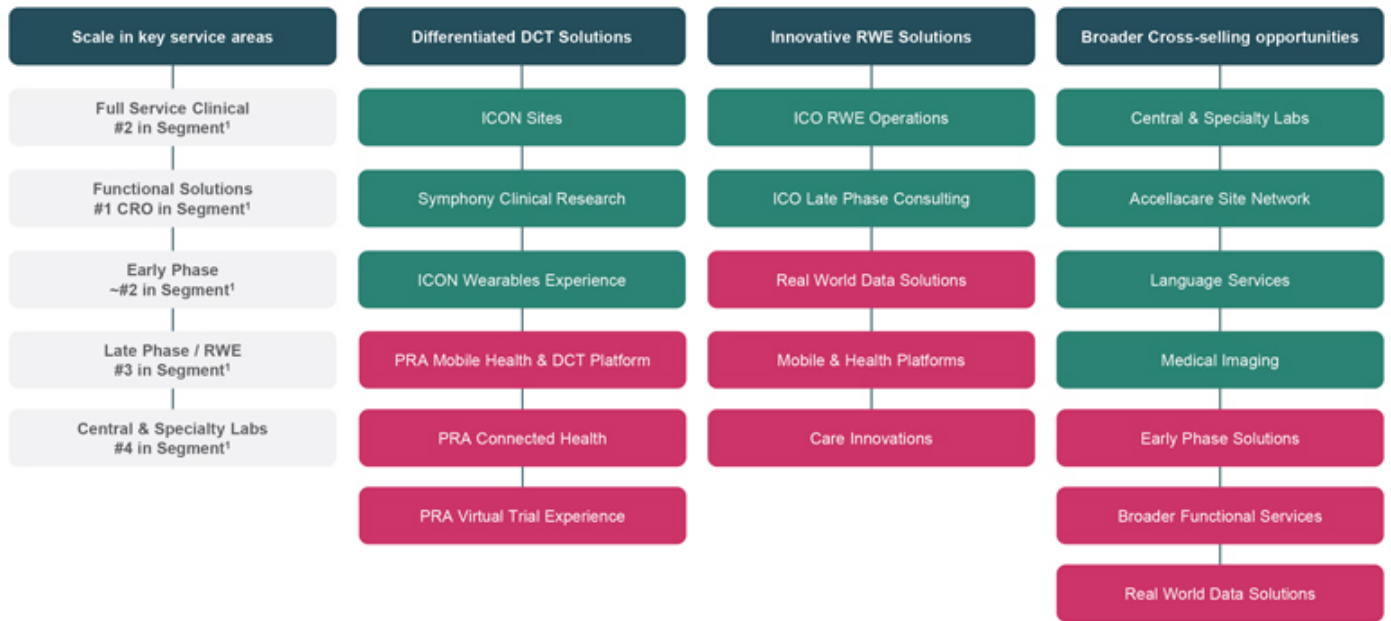 Scale in key service areas
Full Service Clinical
#2 in Segment¹
Functional Solutions
#1 CRO in Segment¹
Early Phase
~#2 in Segment¹
Late Phase / RWE
#3 in Segment¹
Central & Specialty Labs
#4 in Segment¹
Differentiated DCT Solutions
ICON Sites
Symphony Clinical Research
ICON Wearables Experience
PRA Mobile Health & DCT Platform
PRA Connected Health
PRA Virtual Trial Experience
Innovative RWE Solutions
ICO RWE Operations
ICO Late Phase Consulting
Real World Data Solutions
Mobile & Health Platforms
Care Innovations
Broader Cross-selling opportunities
Central & Specialty Labs
Accellacare Site Network
Language Services
Medical Imaging
Early Phase Solutions
Broader Functional Services
Real World Data Solutions